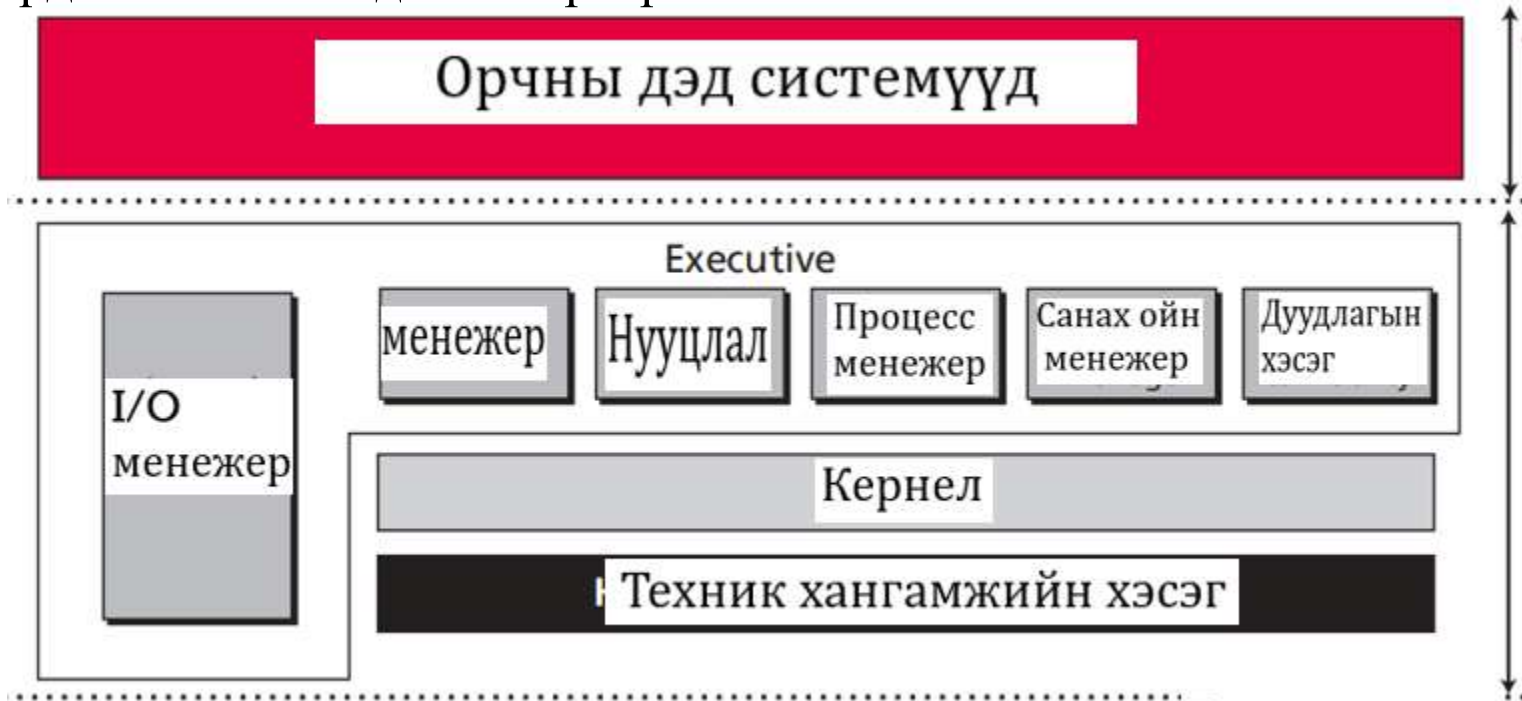 Орчны дэд системүүд
Executive
I/O
менежер
менежер
Нууцлал
Процесс
менежер
Санах ойн
менежер
Дуудлагын
хэсэг
Кернел
Техник хангамжийн хэсэг